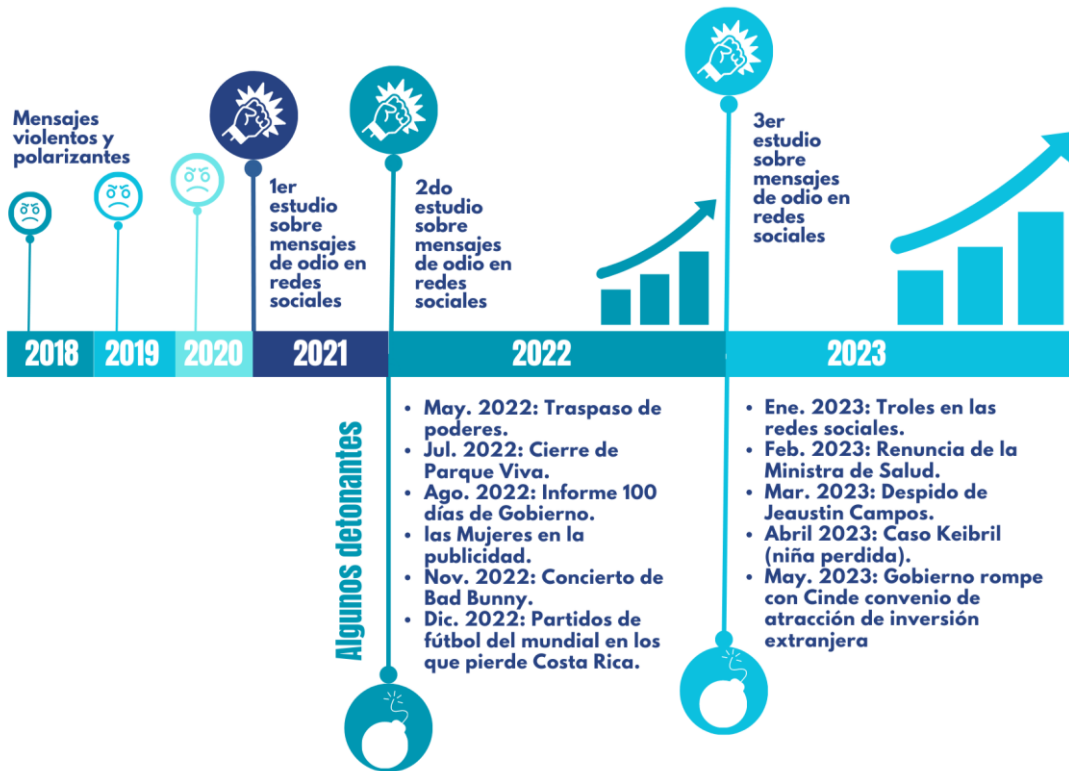 Mensajes
violentos y
polarizantes
1er
estudio
sobre
mensajes
de odio en
redes
sociales
2do
estudio
sobre
mensajes
de odio en
redes
sociales
3er
estudio
sobre
mensajes
de odio en
redes
sociales
2018
2019
2020
2021
2022
2023
Algunos detonantes
• May. 2022: Traspaso de
poderes.
• Jul. 2022: Cierre de
Parque Viva.
• Ago. 2022: Informe 100
días de Gobierno.
• las Mujeres en la
publicidad.
• Nov. 2022: Concierto de
Bad Bunny.
• Dic. 2022: Partidos de
fútbol del mundial en los
que pierde Costa Rica.
• Ene. 2023: Troles en las
redes sociales.
• Feb. 2023: Renuncia de la
Ministra de Salud.
• Mar. 2023: Despido de
Jeaustin Campos.
• Abril 2023: Caso Keibril
(niña perdida).
• May. 2023: Gobierno rompe
con Cinde convenio de
atracción de inversión
extranjera